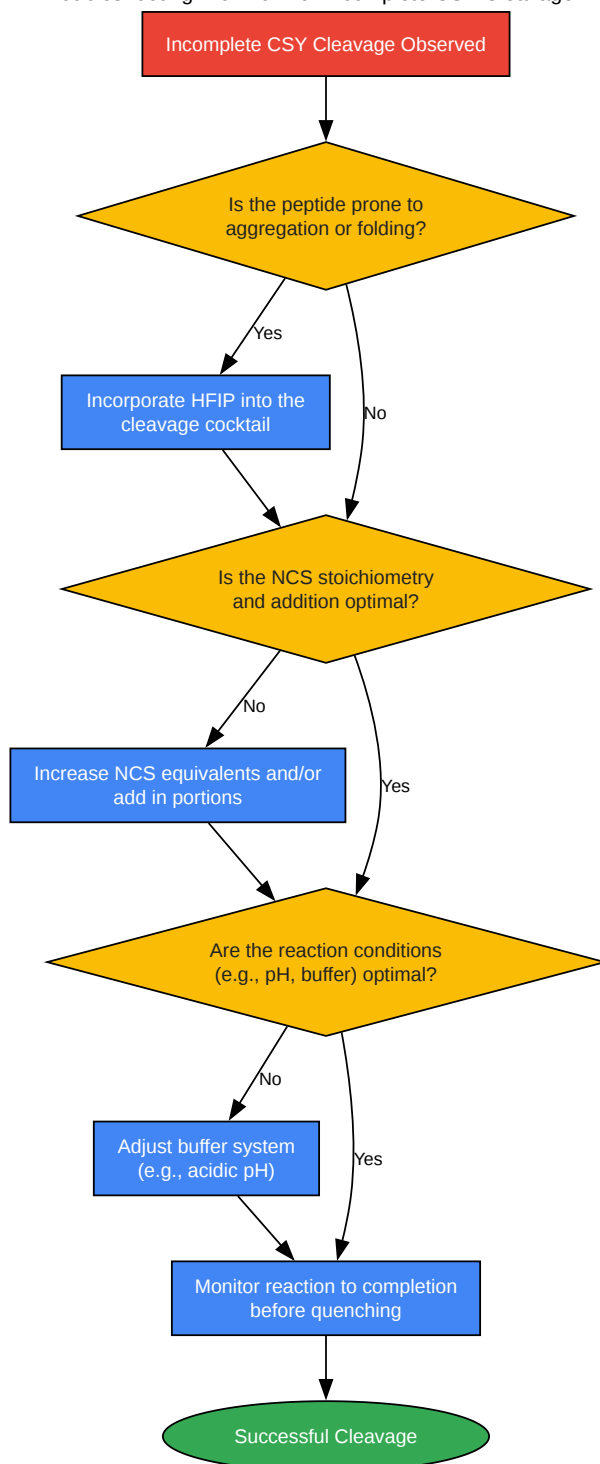 Incomplete CSY Cleavage Observed
Is the peptide prone to
aggregation or folding?
Yes
Incorporate HFIP into the
cleavage cocktail
No
Is the NCS stoichiometry
and addition optimal?
No
Increase NCS equivalents and/or
add in portions
Yes
Are the reaction conditions
(e.g., pH, buffer) optimal?
No
Adjust buffer system
(e.g., acidic pH)
Yes
Monitor reaction to completion
before quenching
Successful Cleavage